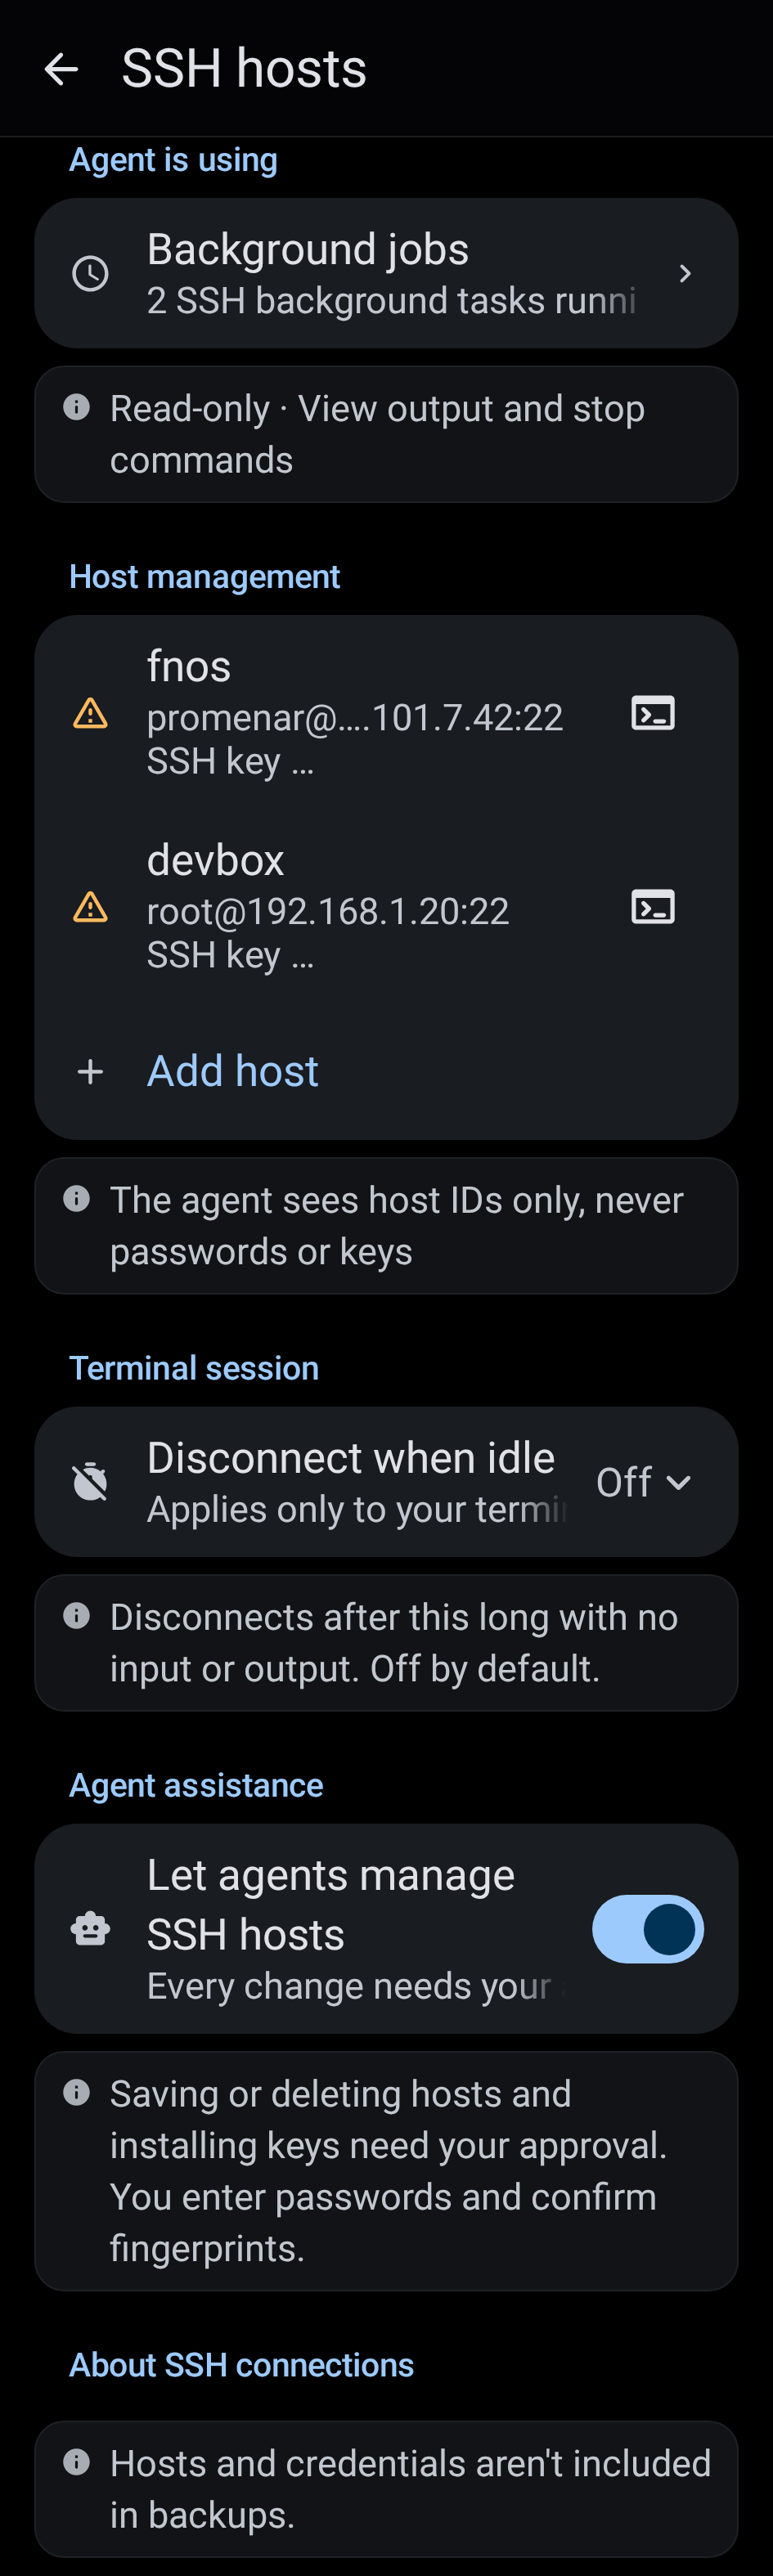 SSH hosts
Agent is using
Background jobs
2 SSH background tasks runni
Read-only · View output and stop
commands
Host management
fnos
promenar@....101.7.42:22
SSH key ...
devbox
root@192.168.1.20:22
SSH key ...
Add host
The agent sees host IDs only, never
passwords or keys
Terminal session
Disconnect when idle
Applies only to your termin
Off
Disconnects after this long with no
input or output. Off by default.
Agent assistance
Let agents manage
SSH hosts
Every change needs your
Saving or deleting hosts and
installing keys need your approval.
You enter passwords and confirm
fingerprints.
About SSH connections
Hosts and credentials aren't included
in backups.